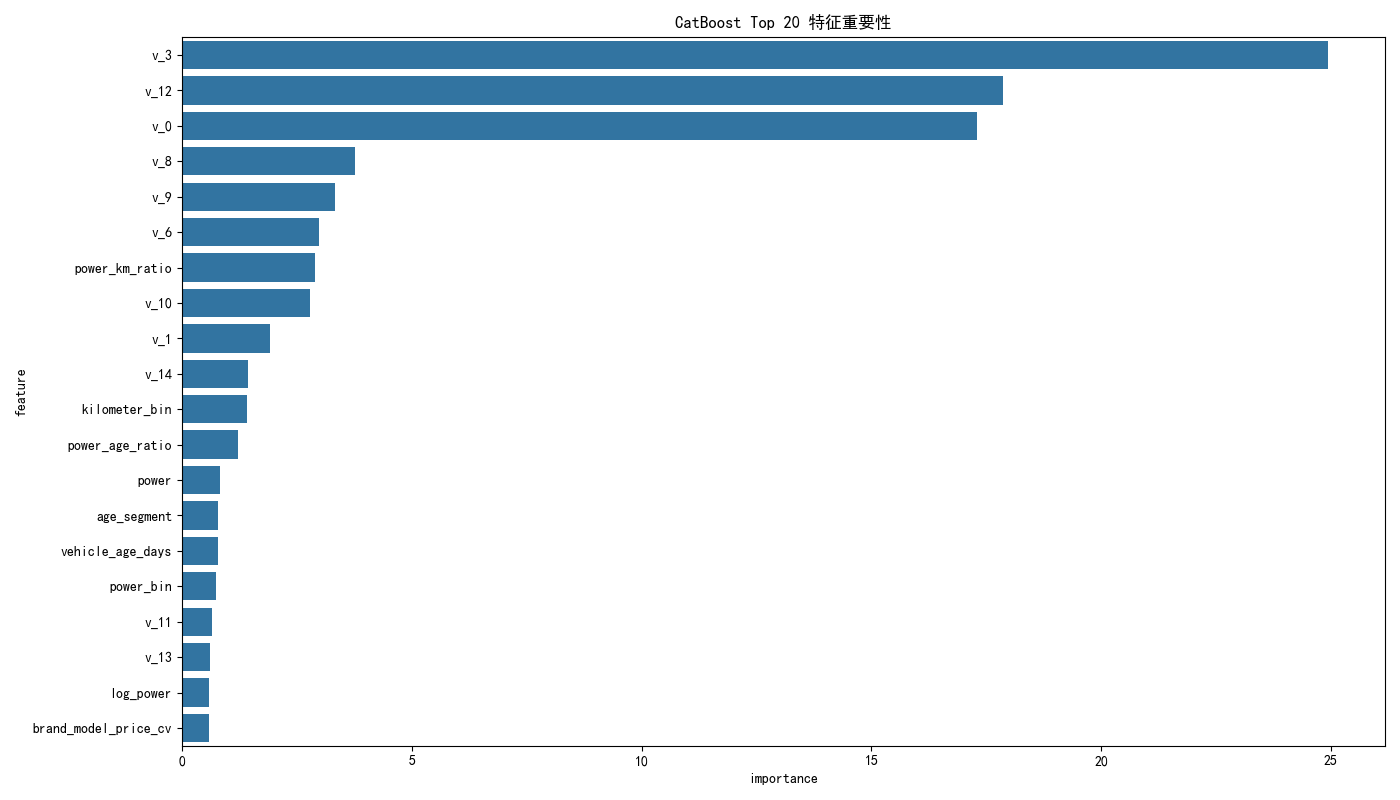 CatBoost Top 20 特征重要性
feature
v_3
v_12
v_0
v_8
v_9
v_6
power_km_ratio
v_10
v_1
v_14
kilometer_bin
power_age_ratio
power
age_segment
vehicle_age_days
power_bin
v_11
v_13
log_power
brand_model_price_cv
0 5 10 15 20 25
importance